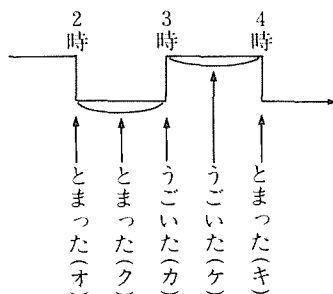 2時
3時
4時
とまった(オ)
とまった(ク)
うごいた(カ)
うごいた(ケ)
とまった(キ)